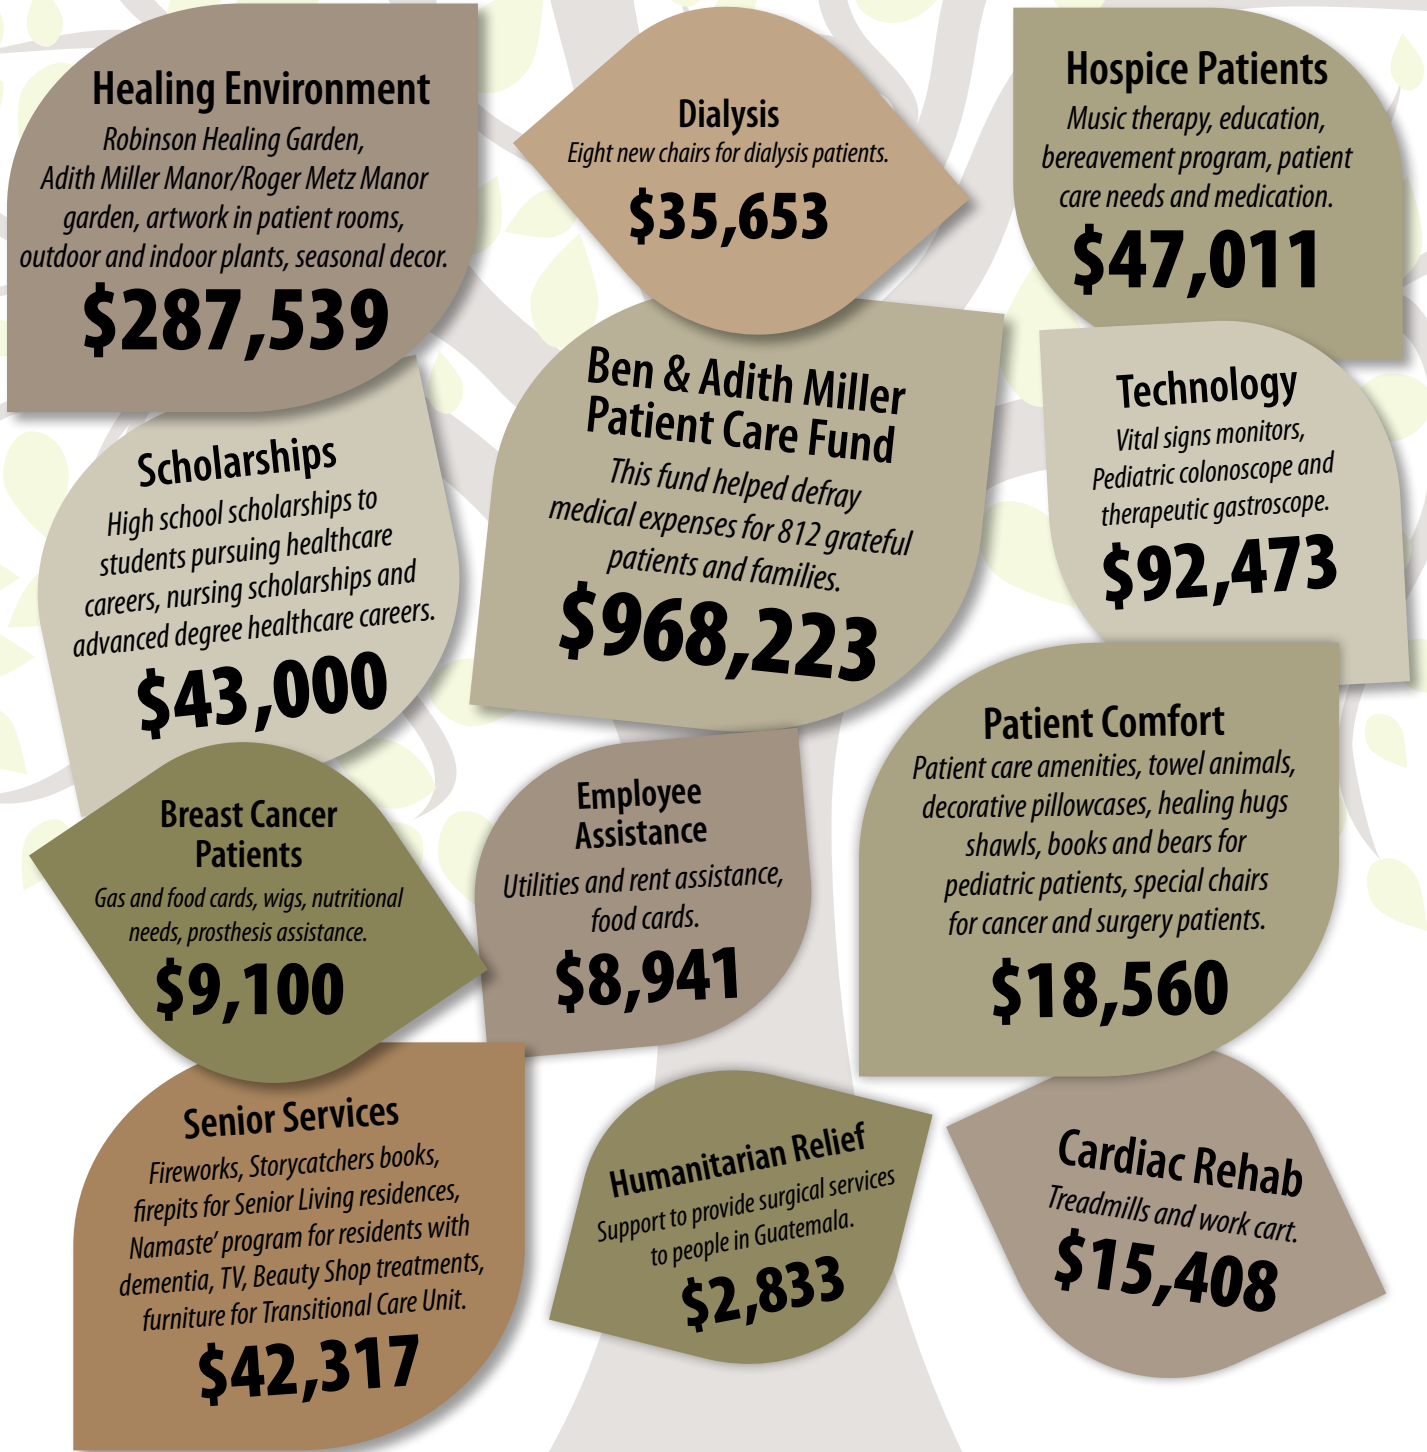 Healing Environment
Robinson Healing Garden,
Adith Miller Manor/Roger Metz Manor
garden, artwork in patient rooms,
outdoor and indoor plants, seasonal decor.
$287,539
Dialysis
Eight new chairs for dialysis patients.
$35,653
Hospice Patients
Music therapy, education,
bereavement program, patient
care needs and medication.
$47,011
Scholarships
High school scholarships to
students pursuing healthcare
careers, nursing scholarships and
advanced degree healthcare careers.
$43,000
Ben & Adith Miller
Patient Care Fund
This fund helped defray
medical expenses for 812 grateful
patients and families.
$968,223
Technology
Vital signs monitors,
Pediatric colonoscope and
therapeutic gastroscope.
$92,473
Breast Cancer
Patients
Gas and food cards, wigs, nutritional
needs, prosthesis assistance.
$9,100
Employee
Assistance
Utilities and rent assistance,
food cards.
$8,941
Patient Comfort
Patient care amenities, towel animals,
decorative pillowcases, healing hugs
shawls, books and bears for
pediatric patients, special chairs
for cancer and surgery patients.
$18,560
Senior Services
Fireworks, Storycatchers books,
firepits for Senior Living residences,
Namaste’ program for residents with
dementia, TV, Beauty Shop treatments,
furniture for Transitional Care Unit.
$42,317
Humanitarian Relief
Support to provide surgical services
to people in Guatemala.
$2,833
Cardiac Rehab
Treadmills and work cart.
$15,408